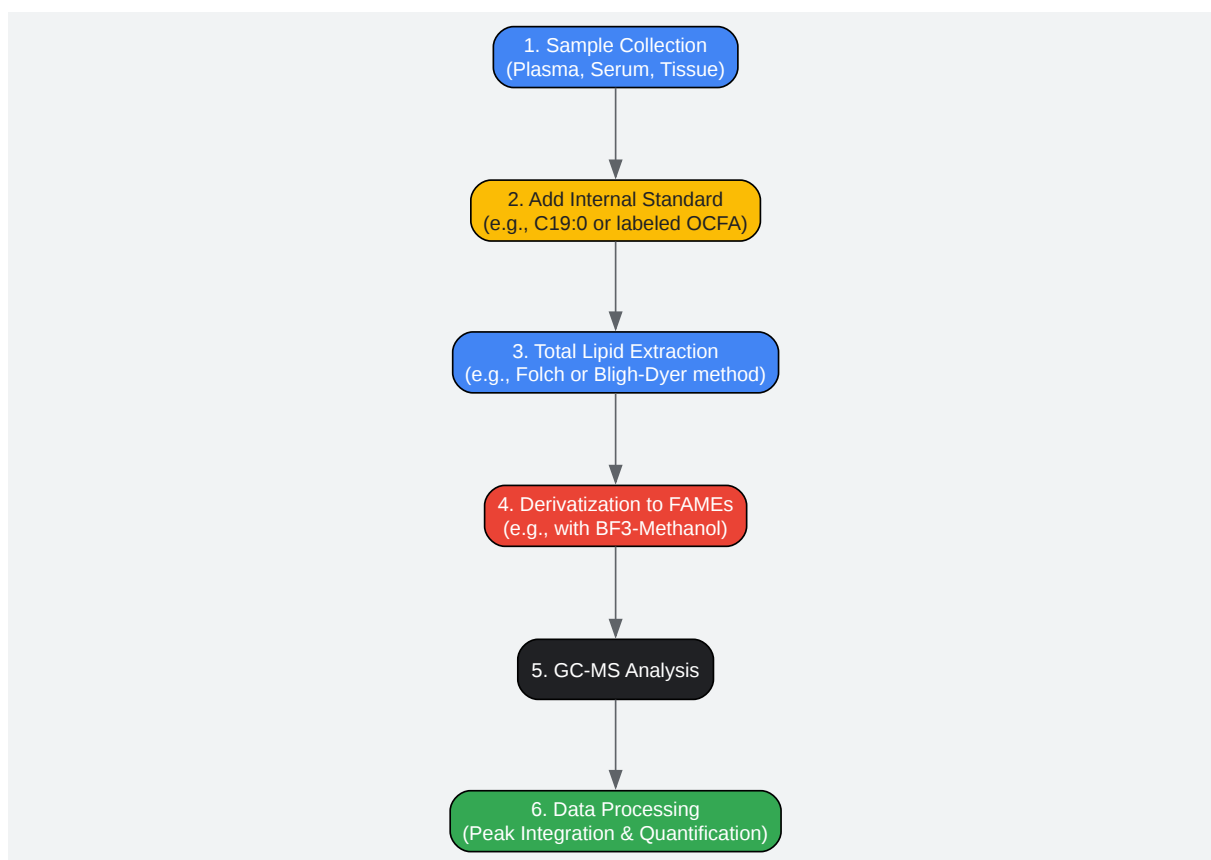 1. Sample Collection
(Plasma, Serum, Tissue)
2. Add Internal Standard
(e.g., C19:0 or labeled OCFA)
3. Total Lipid Extraction
(e.g., Folch or Bligh-Dyer method)
4. Derivatization to FAMEs
(e.g., with BF3-Methanol)
5. GC-MS Analysis
6. Data Processing
(Peak Integration & Quantification)